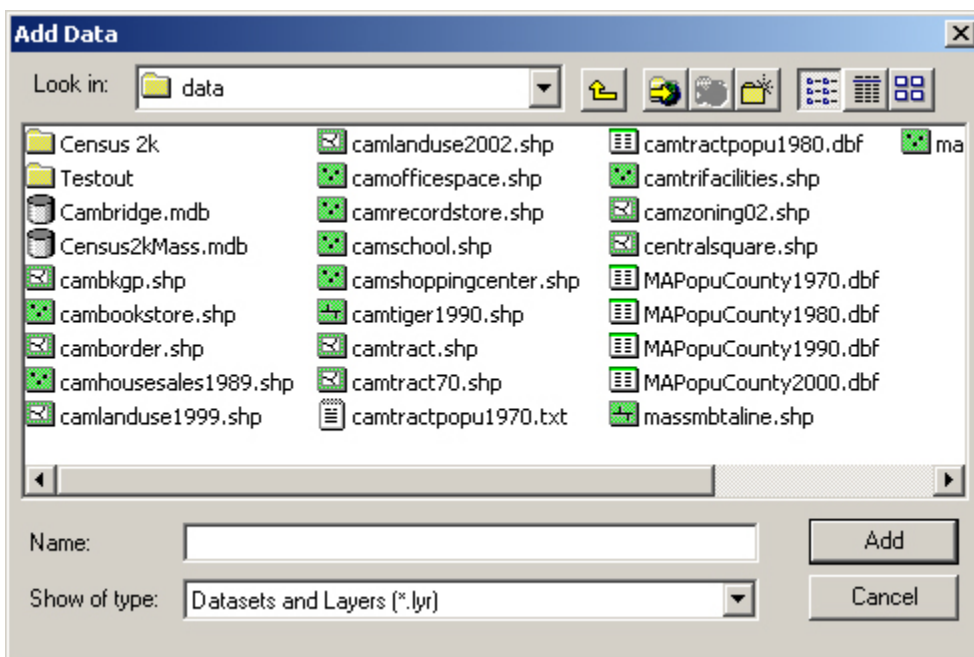 Add Data
Look in: data
Census 2k
Testout
Cambridge.mdb
Census2kMass.mdb
cambkgp.shp
cambookstore.shp
camborder.shp
camhousesales1989.shp
camlanduse1999.shp
camlanduse2002.shp
camofficespace.shp
camrecordstore.shp
camschool.shp
camshoppingcenter.shp
camtiger1990.shp
camtract.shp
camtract70.shp
camtractpopu1970.txt
camtractpopu1980.dbf
camtrifacilities.shp
camzoning02.shp
centralsquare.shp
MAPopuCounty1970.dbf
MAPopuCounty1980.dbf
MAPopuCounty1990.dbf
MAPopuCounty2000.dbf
massmbtaline.shp
ma
Name:
Add
Show of type: Datasets and Layers (*.lyr)
Cancel